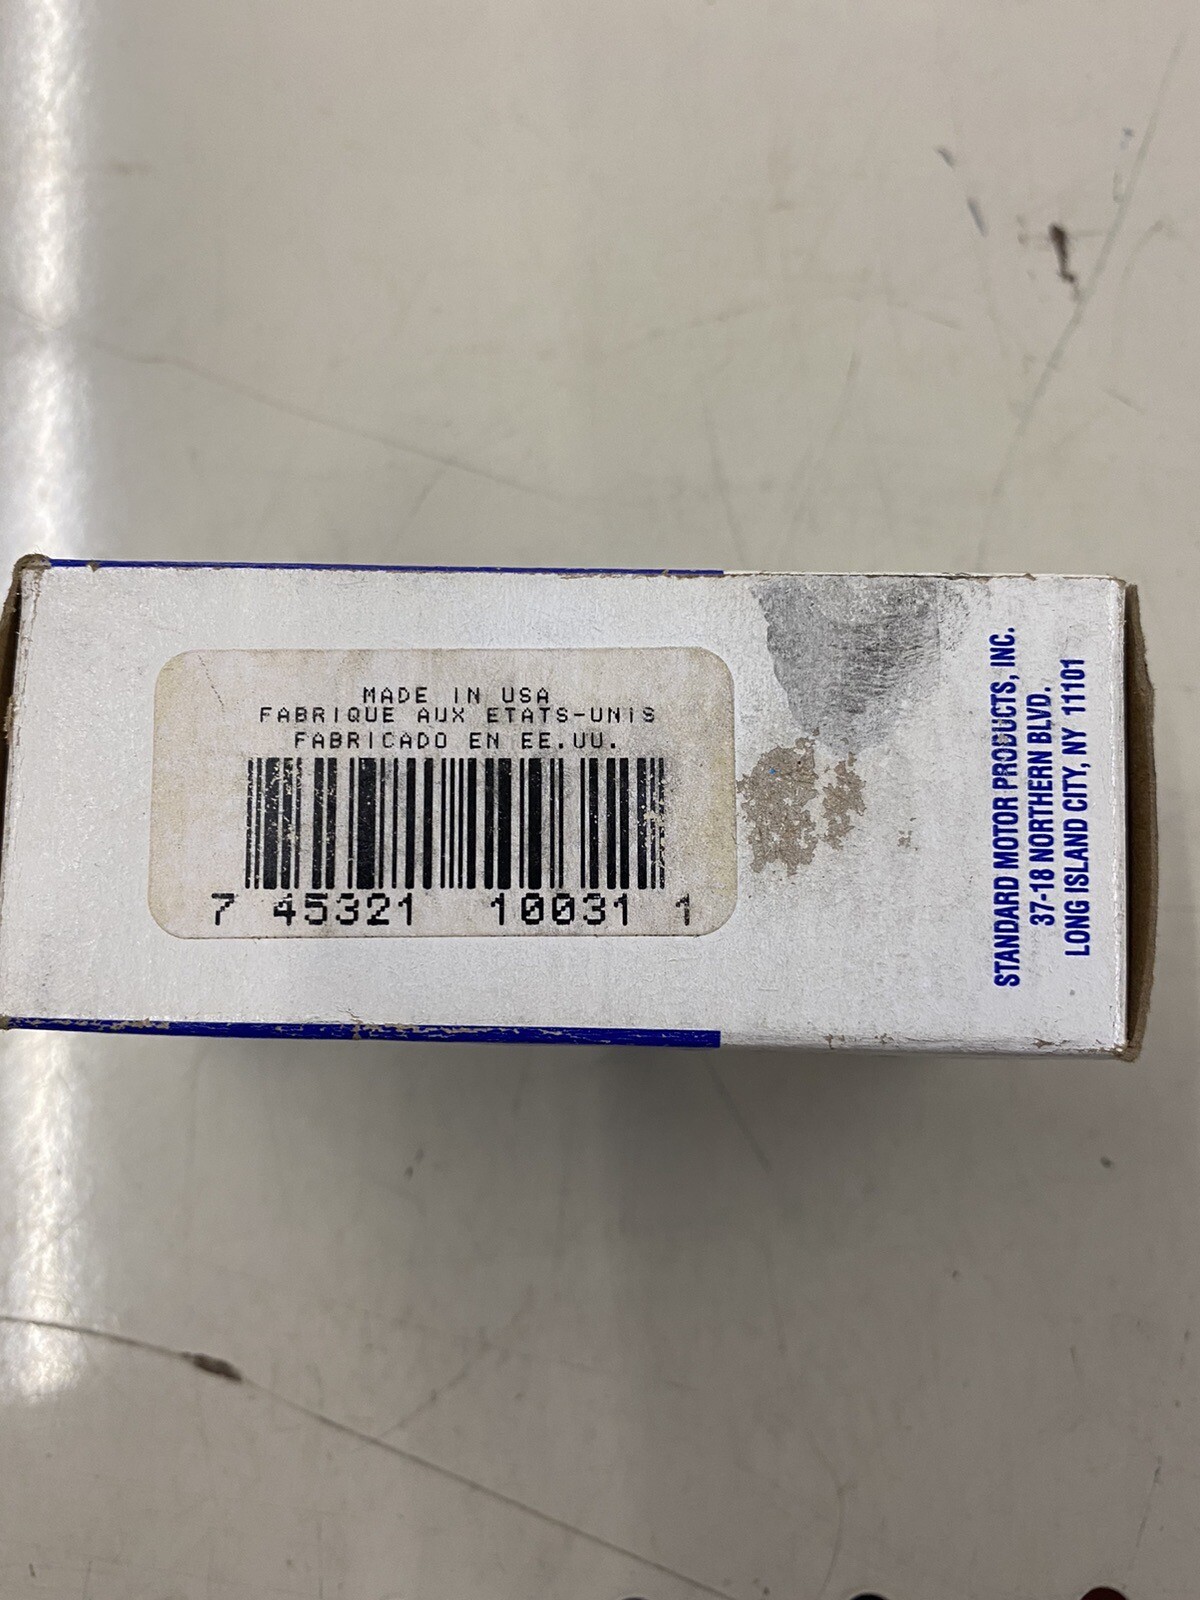 MADE IN USA
FABRIQUE AUX ETATS-UNIS
FABRICADO EN EE.UU.
7 45321 10031 1
STANDARD MOTOR PRODUCTS, INC.
37-18 NORTHERN BLVD.
LONG ISLAND CITY, NY 11101